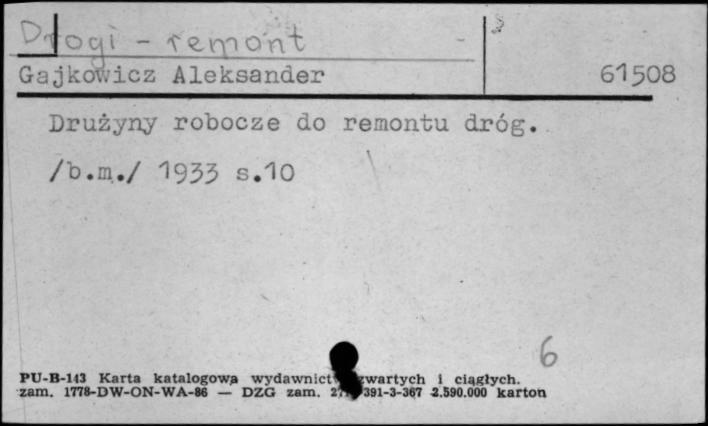 Drogi - remont
Gajkowicz Aleksander 61508
Drużyny robocze do remontu dróg.
/b.m./ 1933 s.10
6
PU-B-143 Karta katalogowa wydawnictw zwartych i ciągłych.
zam. 1778-DW-ON-WA-86 — DZG zam. 391-3-367 2.590.000 karton